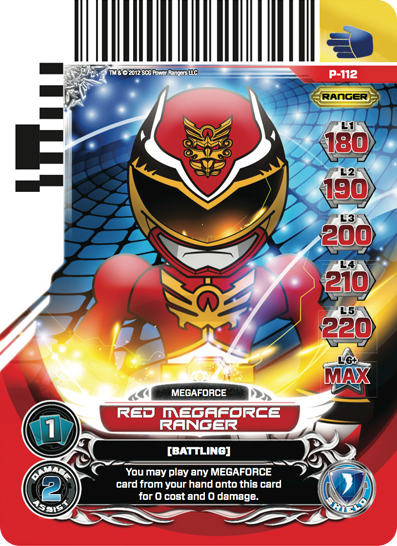 TM & © 2012 SCG Power Rangers LLC
P-112
RANGER
L1
180
L2
190
L3
200
L4
210
L5
220
L6+
MAX
MEGAFORCE
RED MEGAFORCE
RANGER
1
[BATTLING]
DAMAGE
2
ASSIST
You may play any MEGAFORCE
card from your hand onto this card
for 0 cost and 0 damage.
SHIELD